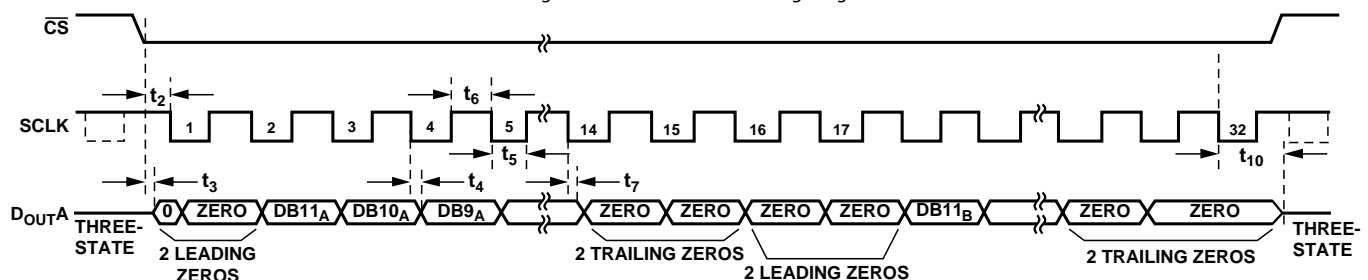 CS
t2
t6
SCLK
1 2 3 4 5 14 15 16 17 32
t5
t10
t3
t4
t7
DOUTA
THREE-
STATE
0 ZERO DB11A DB10A DB9A ZERO ZERO ZERO ZERO DB11B ZERO ZERO
THREE-
STATE
2 LEADING
ZEROS
2 TRAILING ZEROS
2 LEADING ZEROS
2 TRAILING ZEROS